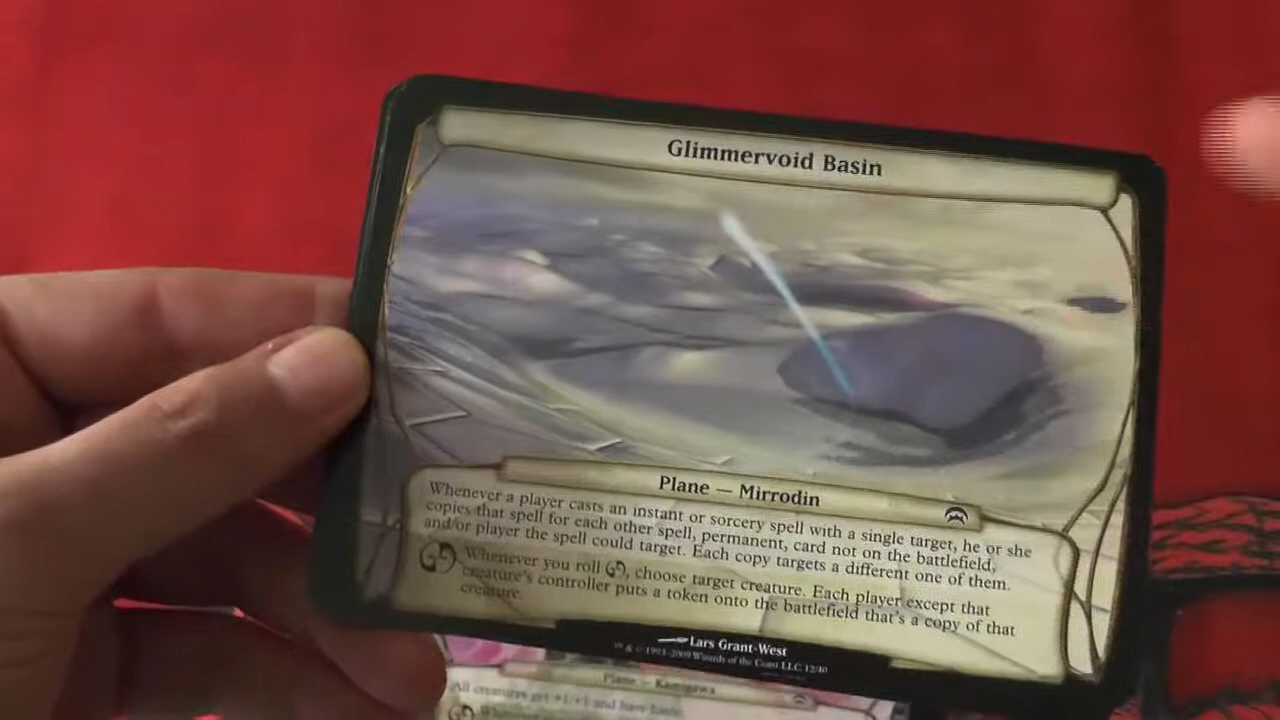 Glimmervoid Basin
Plane — Mirrodin
Whenever a player casts an instant or sorcery spell with a single target, he or she
copies that spell for each other spell, permanent, card not on the battlefield,
and/or player the spell could target. Each copy targets a different one of them.
Whenever you roll , choose target creature. Each player except that
creature's controller puts a token onto the battlefield that's a copy of that
creature.
Lars Grant-West
& © 1993-2009 Wizards of the Coast LLC 12/40
Plane — Kamigawa
All creatures get +1/+1 and have haste.
Whenever